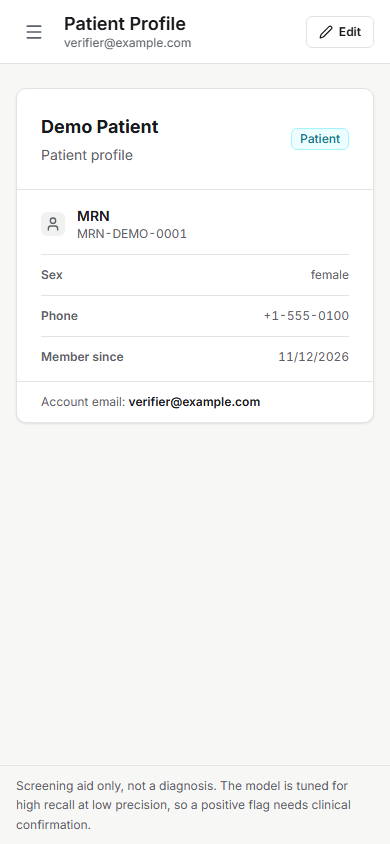 Patient Profile
verifier@example.com
Edit
Demo Patient
Patient profile
Patient
MRN
MRN-DEMO-0001
Sex
female
Phone
+1-555-0100
Member since
11/12/2026
Account email: verifier@example.com
Screening aid only, not a diagnosis. The model is tuned for
high recall at low precision, so a positive flag needs clinical
confirmation.